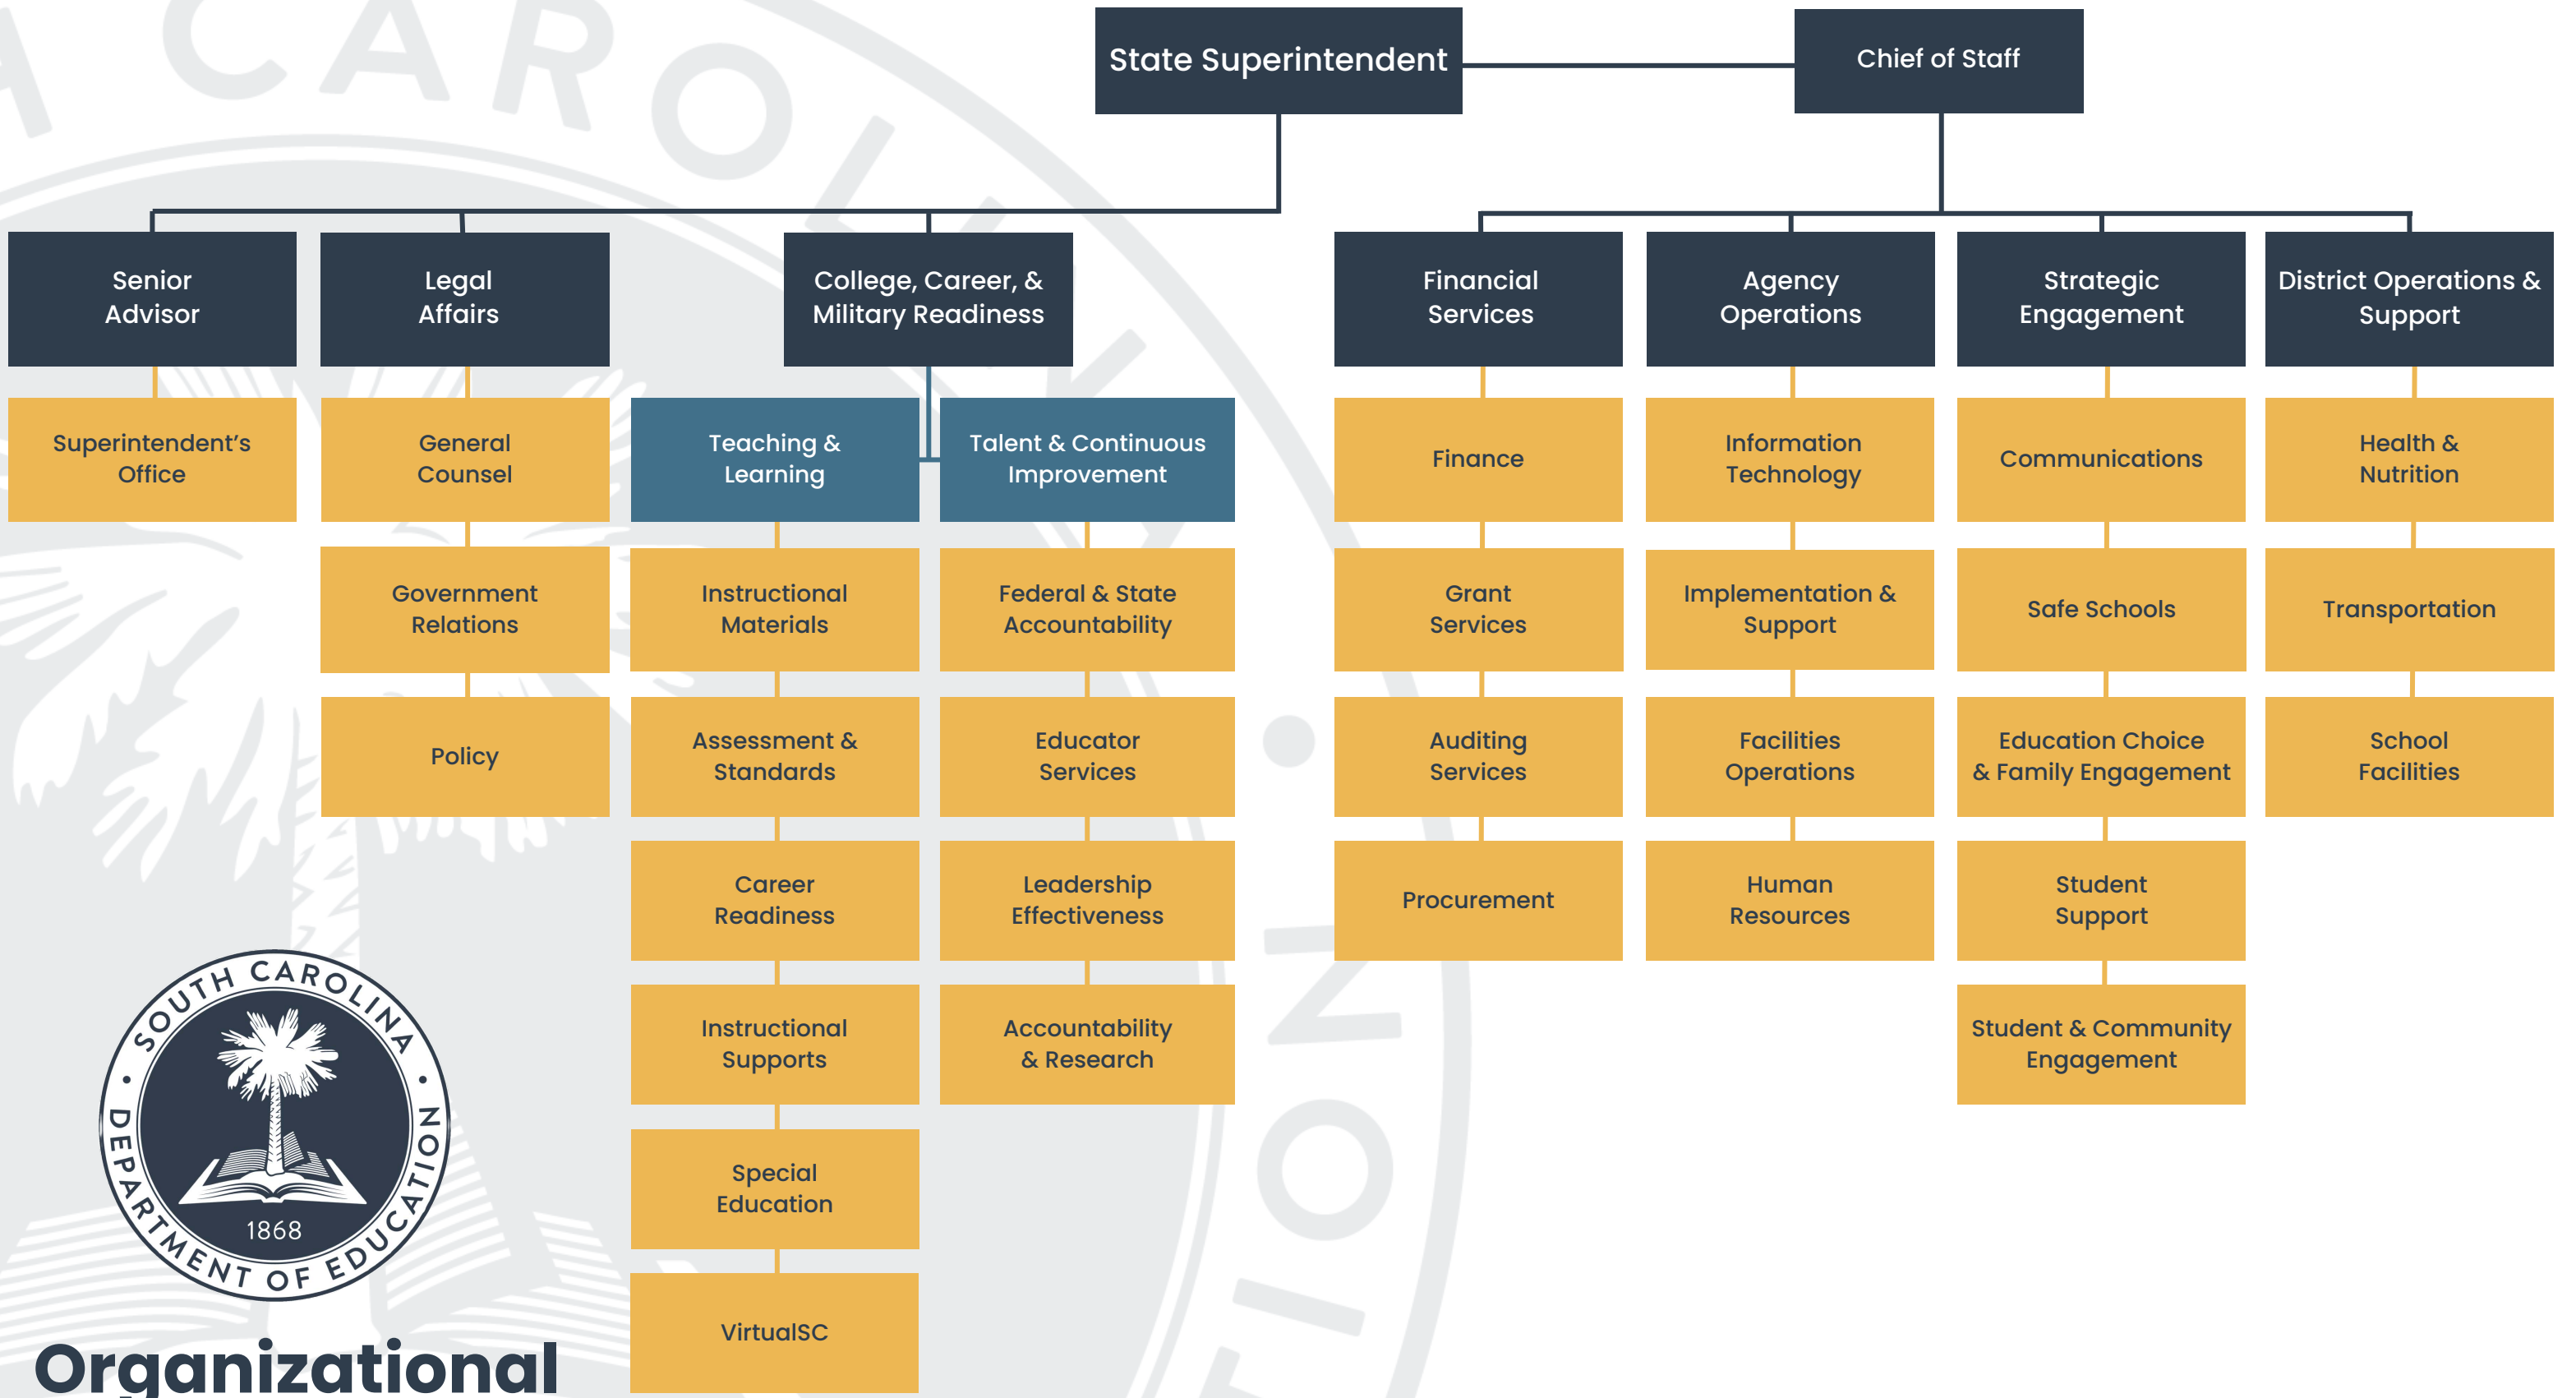 State Superintendent
Chief of Staff
Senior
Advisor
Legal
Affairs
College, Career, &
Military Readiness
Financial
Services
Agency
Operations
Strategic
Engagement
District Operations &
Support
Superintendent’s
Office
General
Counsel
Government
Relations
Policy
Teaching &
Learning
Instructional
Materials
Assessment &
Standards
Career
Readiness
Instructional
Supports
Special
Education
VirtualSC
Talent & Continuous
Improvement
Federal & State
Accountability
Educator
Services
Leadership
Effectiveness
Accountability
& Research
Finance
Grant
Services
Auditing
Services
Procurement
Information
Technology
Implementation &
Support
Facilities
Operations
Human
Resources
Communications
Safe Schools
Education Choice
& Family Engagement
Student
Support
Student & Community
Engagement
Health &
Nutrition
Transportation
School
Facilities
SOUTH CAROLINA
DEPARTMENT OF EDUCATION
1868
Organizational